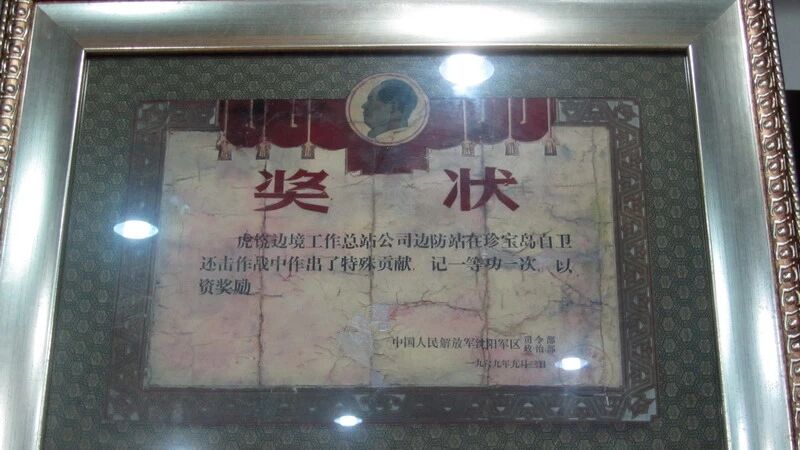 奖状
虎饶边境工作总站公司边防站在珍宝岛自卫
还击作战中作出了特殊贡献，记一等功一次，以
资奖励
中国人民解放军沈阳军区 司令部
政治部
一九六九年九月三日